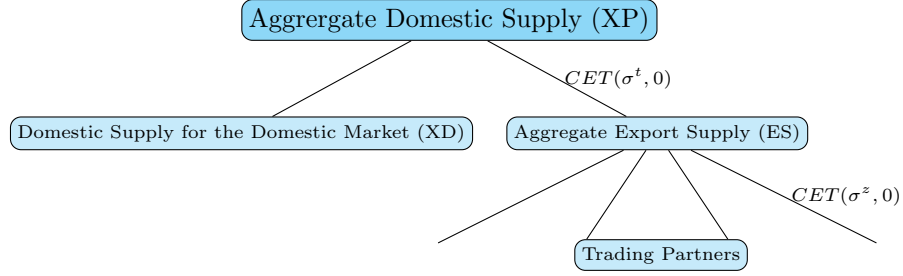 Aggrergate Domestic Supply (XP)
CET(σ^t, 0)
Domestic Supply for the Domestic Market (XD)
Aggregate Export Supply (ES)
CET(σ^z, 0)
Trading Partners